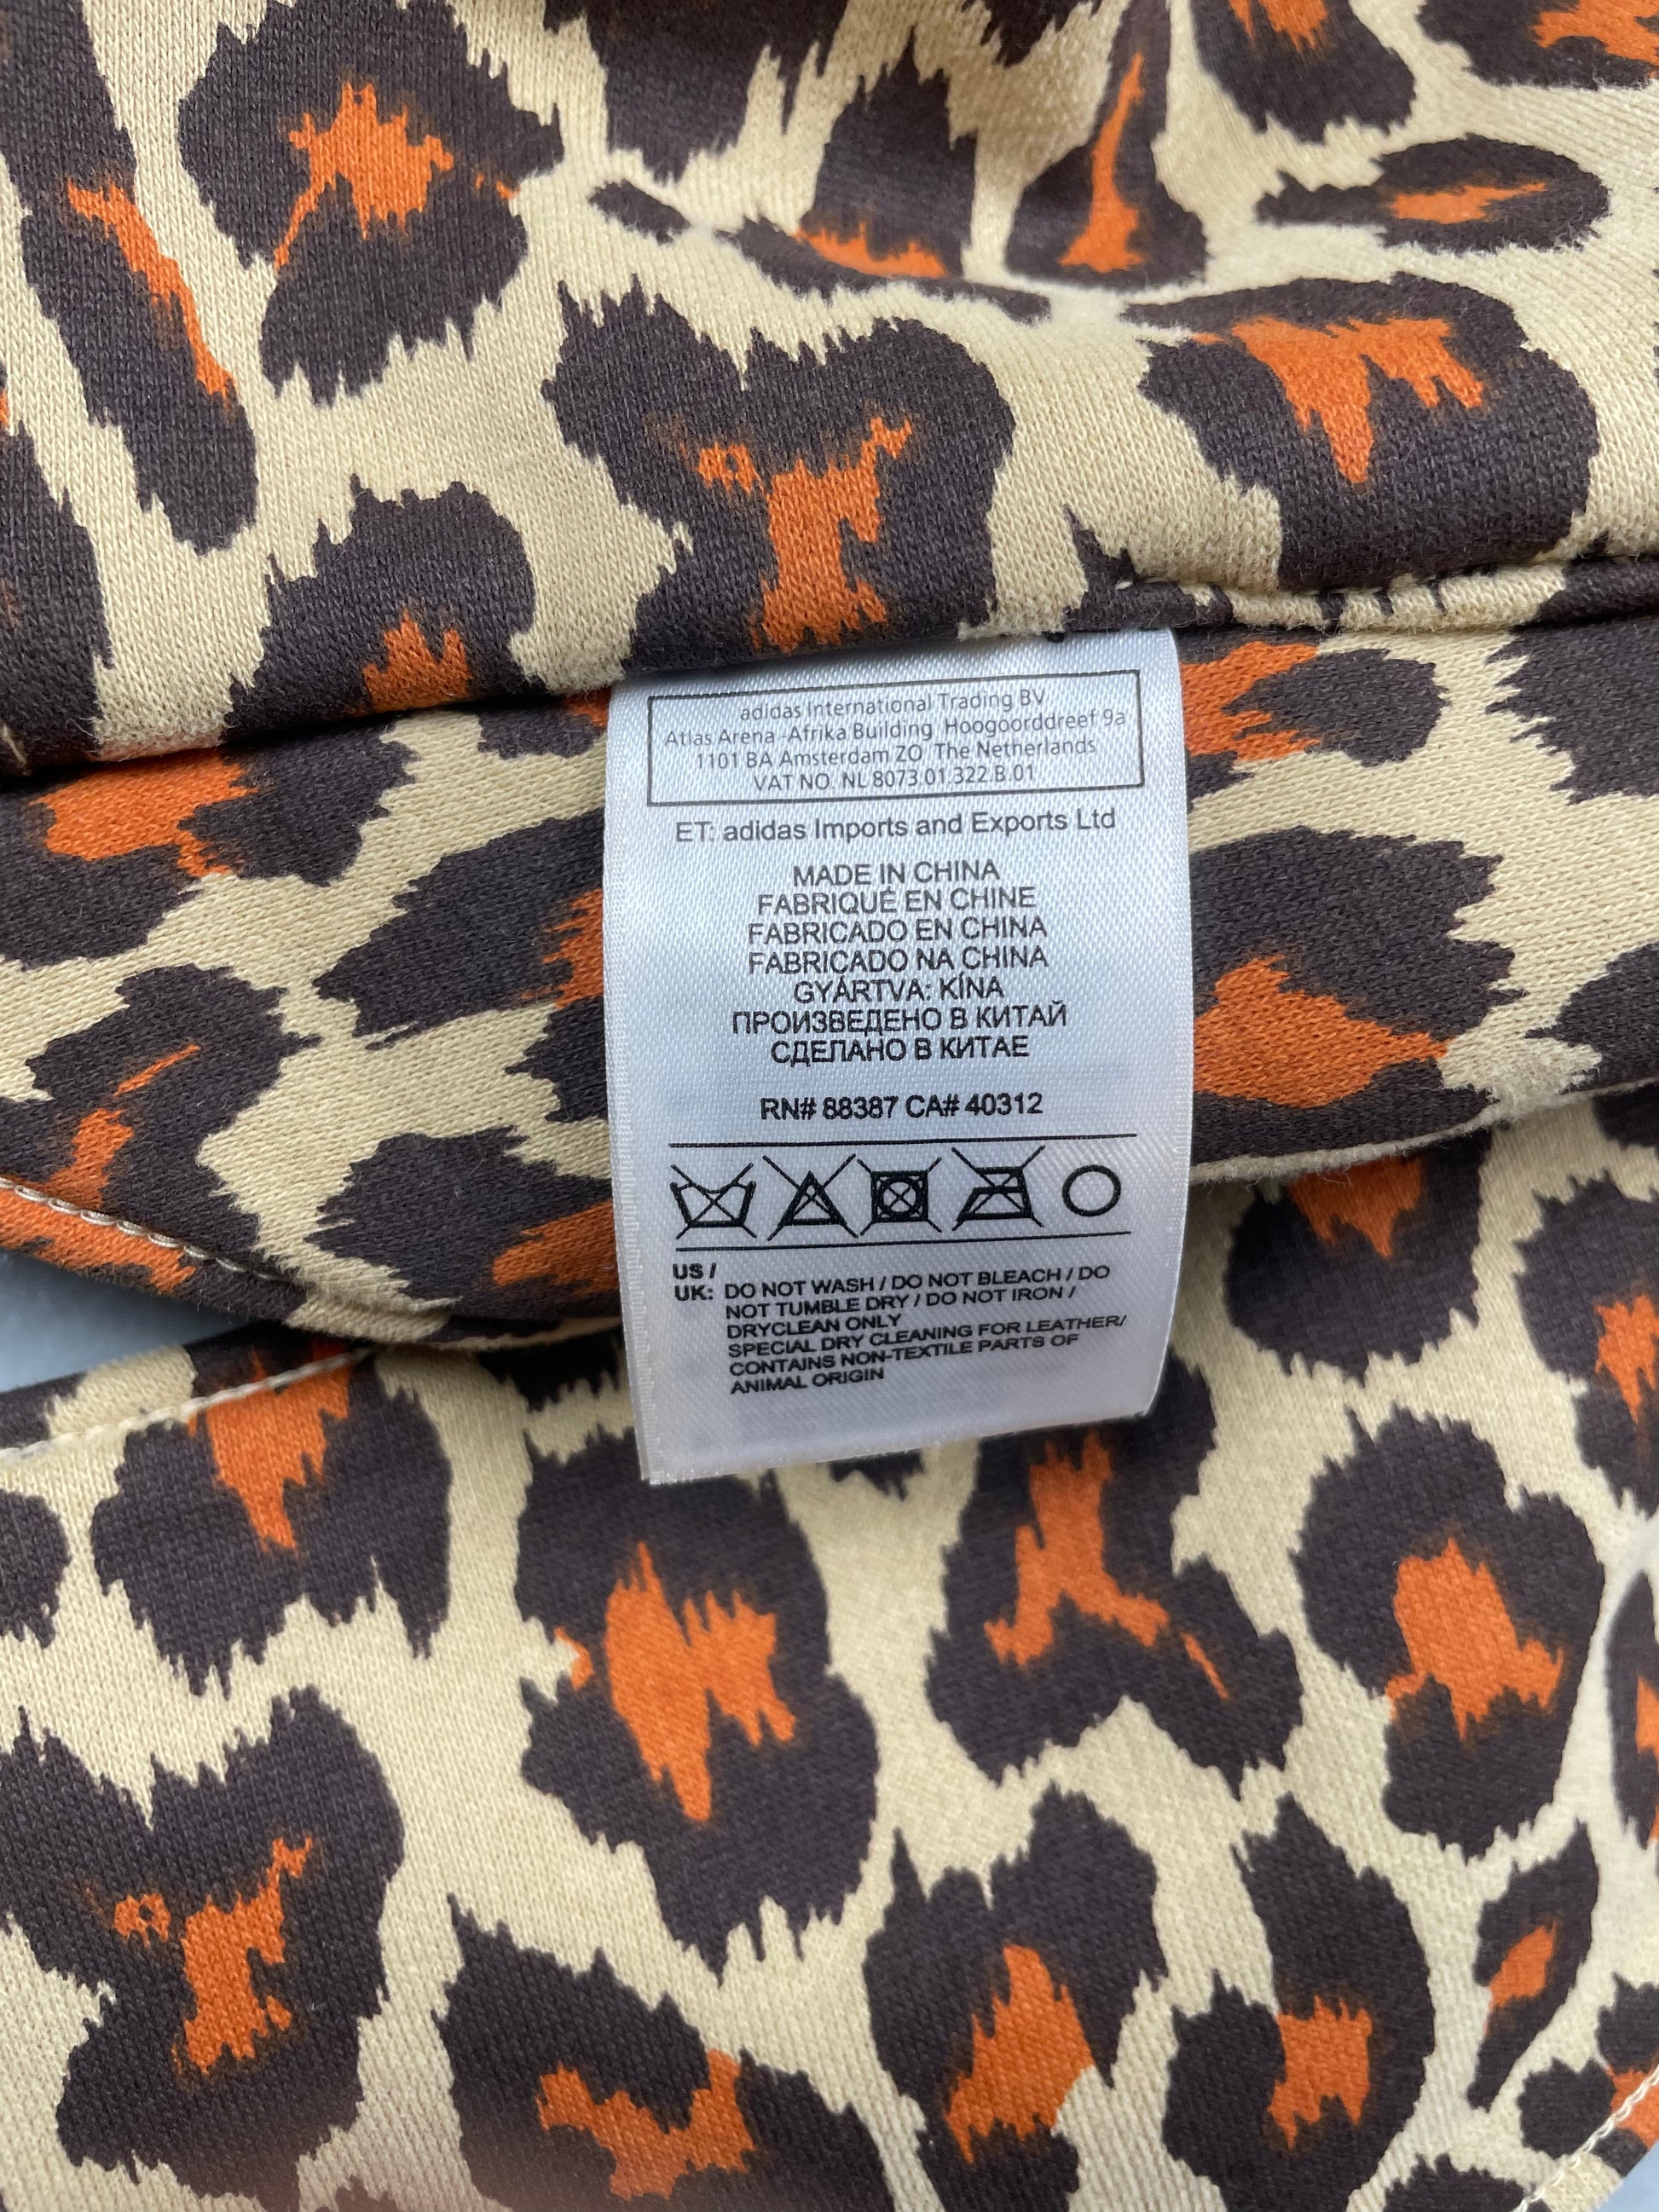 adidas International Trading BV
Atlas Arena -Afrika Building Hoogoorddreef 9a
1101 BA Amsterdam ZO The Netherlands
VAT NO. NL 8073.01.322.B.01
ET: adidas Imports and Exports Ltd
MADE IN CHINA
FABRIQUÉ EN CHINE
FABRICADO EN CHINA
FABRICADO NA CHINA
GYÁRTVA: KÍNA
ПРОИЗВЕДЕНО В КИТАЙ
СДЕЛАНО В КИТАЕ
RN# 88387 CA# 40312
US /
UK: DO NOT WASH / DO NOT BLEACH / DO
NOT TUMBLE DRY / DO NOT IRON /
DRYCLEAN ONLY
SPECIAL DRY CLEANING FOR LEATHER/
CONTAINS NON-TEXTILE PARTS OF
ANIMAL ORIGIN